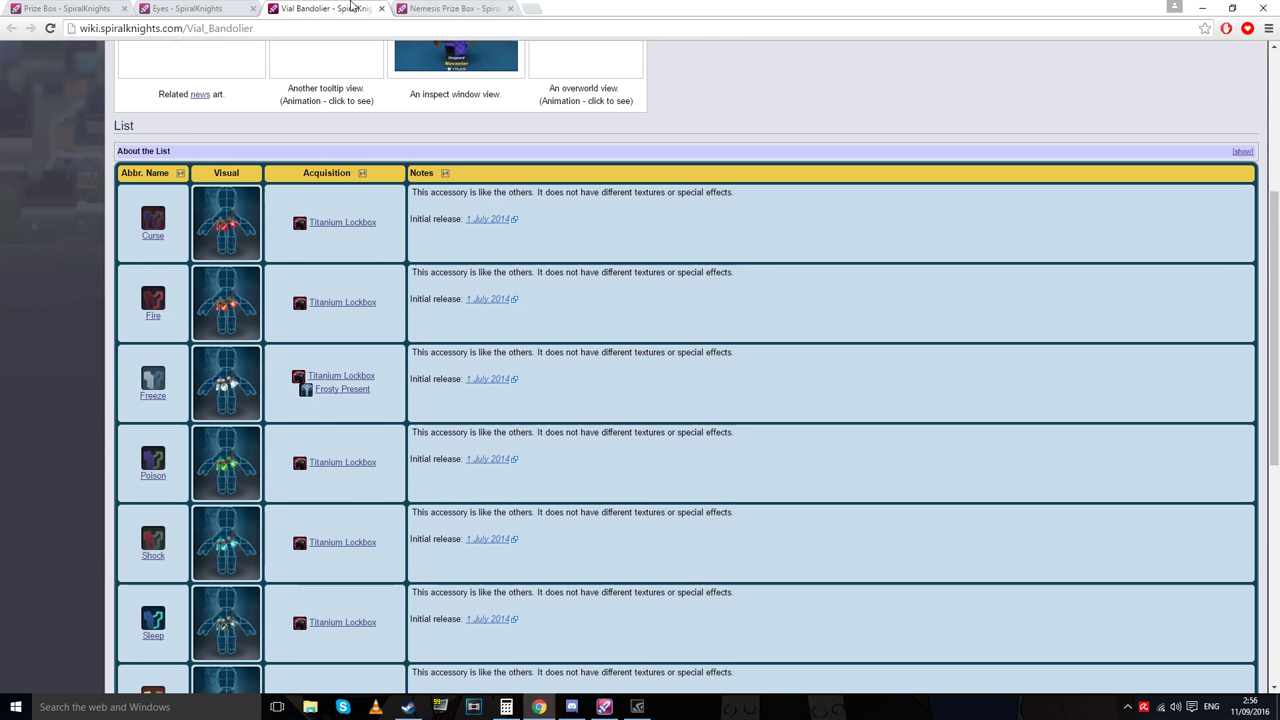 Prize Box - SpiralKnights
Eyes - SpiralKnights
Vial Bandolier - SpiralKnig
Nemesis Prize Box - Spiral
wiki.spiralknights.com/Vial_Bandolier
Related news art.
Another tooltip view.
(Animation - click to see)
An inspect window view.
An overworld view.
(Animation - click to see)
List
About the List
[show]
Abbr. Name
Visual
Acquisition
Notes
Curse
Titanium Lockbox
This accessory is like the others. It does not have different textures or special effects.
Initial release: 1 July 2014
Fire
Titanium Lockbox
This accessory is like the others. It does not have different textures or special effects.
Initial release: 1 July 2014
Freeze
Titanium Lockbox
Frosty Present
This accessory is like the others. It does not have different textures or special effects.
Initial release: 1 July 2014
Poison
Titanium Lockbox
This accessory is like the others. It does not have different textures or special effects.
Initial release: 1 July 2014
Shock
Titanium Lockbox
This accessory is like the others. It does not have different textures or special effects.
Initial release: 1 July 2014
Sleep
Titanium Lockbox
This accessory is like the others. It does not have different textures or special effects.
Initial release: 1 July 2014
This accessory is like the others. It does not have different textures or special effects.
Search the web and Windows
ENG
2:56
11/09/2016